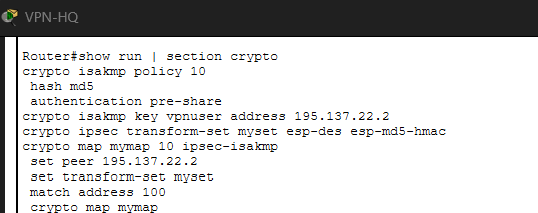 VPN-HQ
Router#show run | section crypto
crypto isakmp policy 10
 hash md5
 authentication pre-share
crypto isakmp key vpnuser address 195.137.22.2
crypto ipsec transform-set myset esp-des esp-md5-hmac
crypto map mymap 10 ipsec-isakmp
 set peer 195.137.22.2
 set transform-set myset
 match address 100
 crypto map mymap